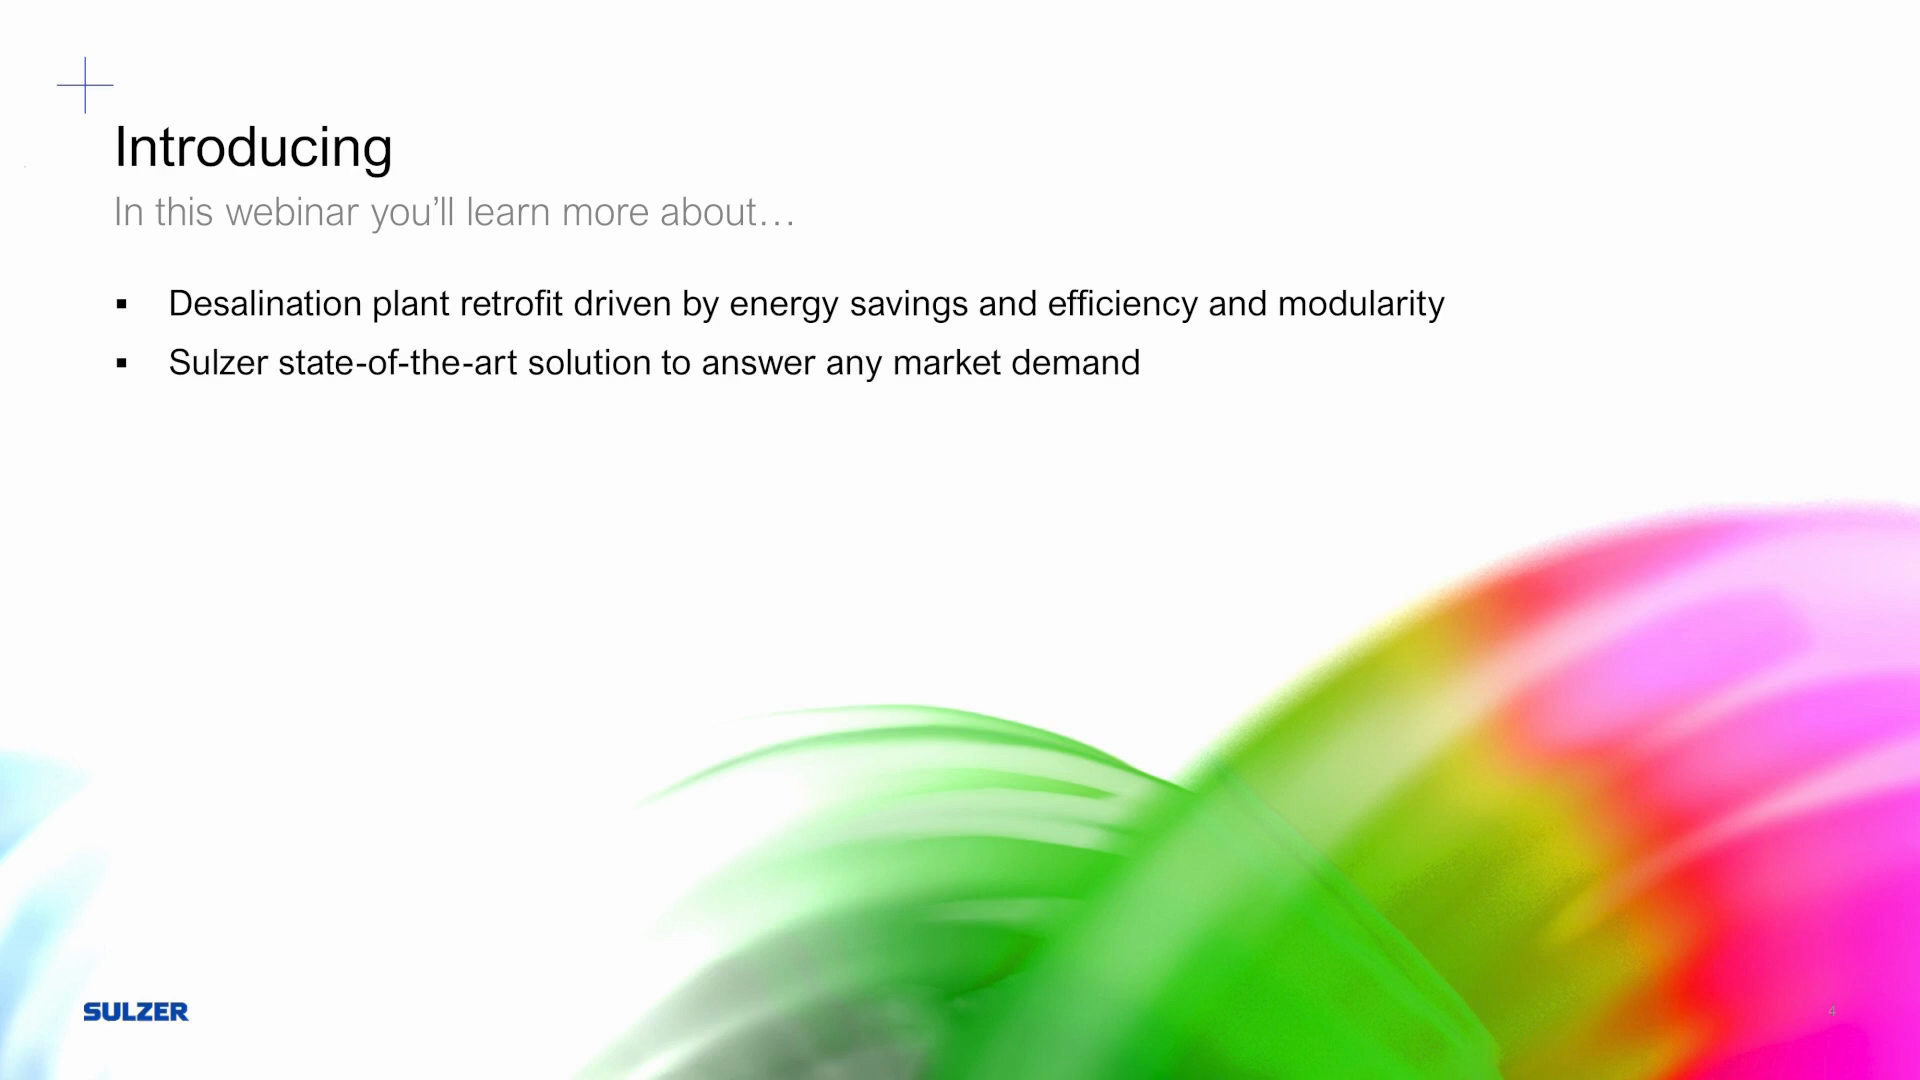 Introducing
In this webinar you’ll learn more about…
▪ Desalination plant retrofit driven by energy savings and efficiency and modularity
▪ Sulzer state-of-the-art solution to answer any market demand
SULZER
4